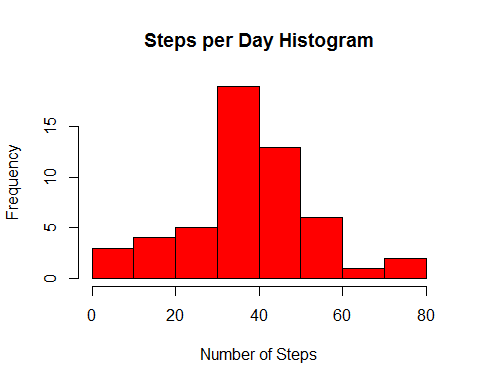 Steps per Day Histogram
Frequency
15
10
5
0
0 20 40 60 80
Number of Steps